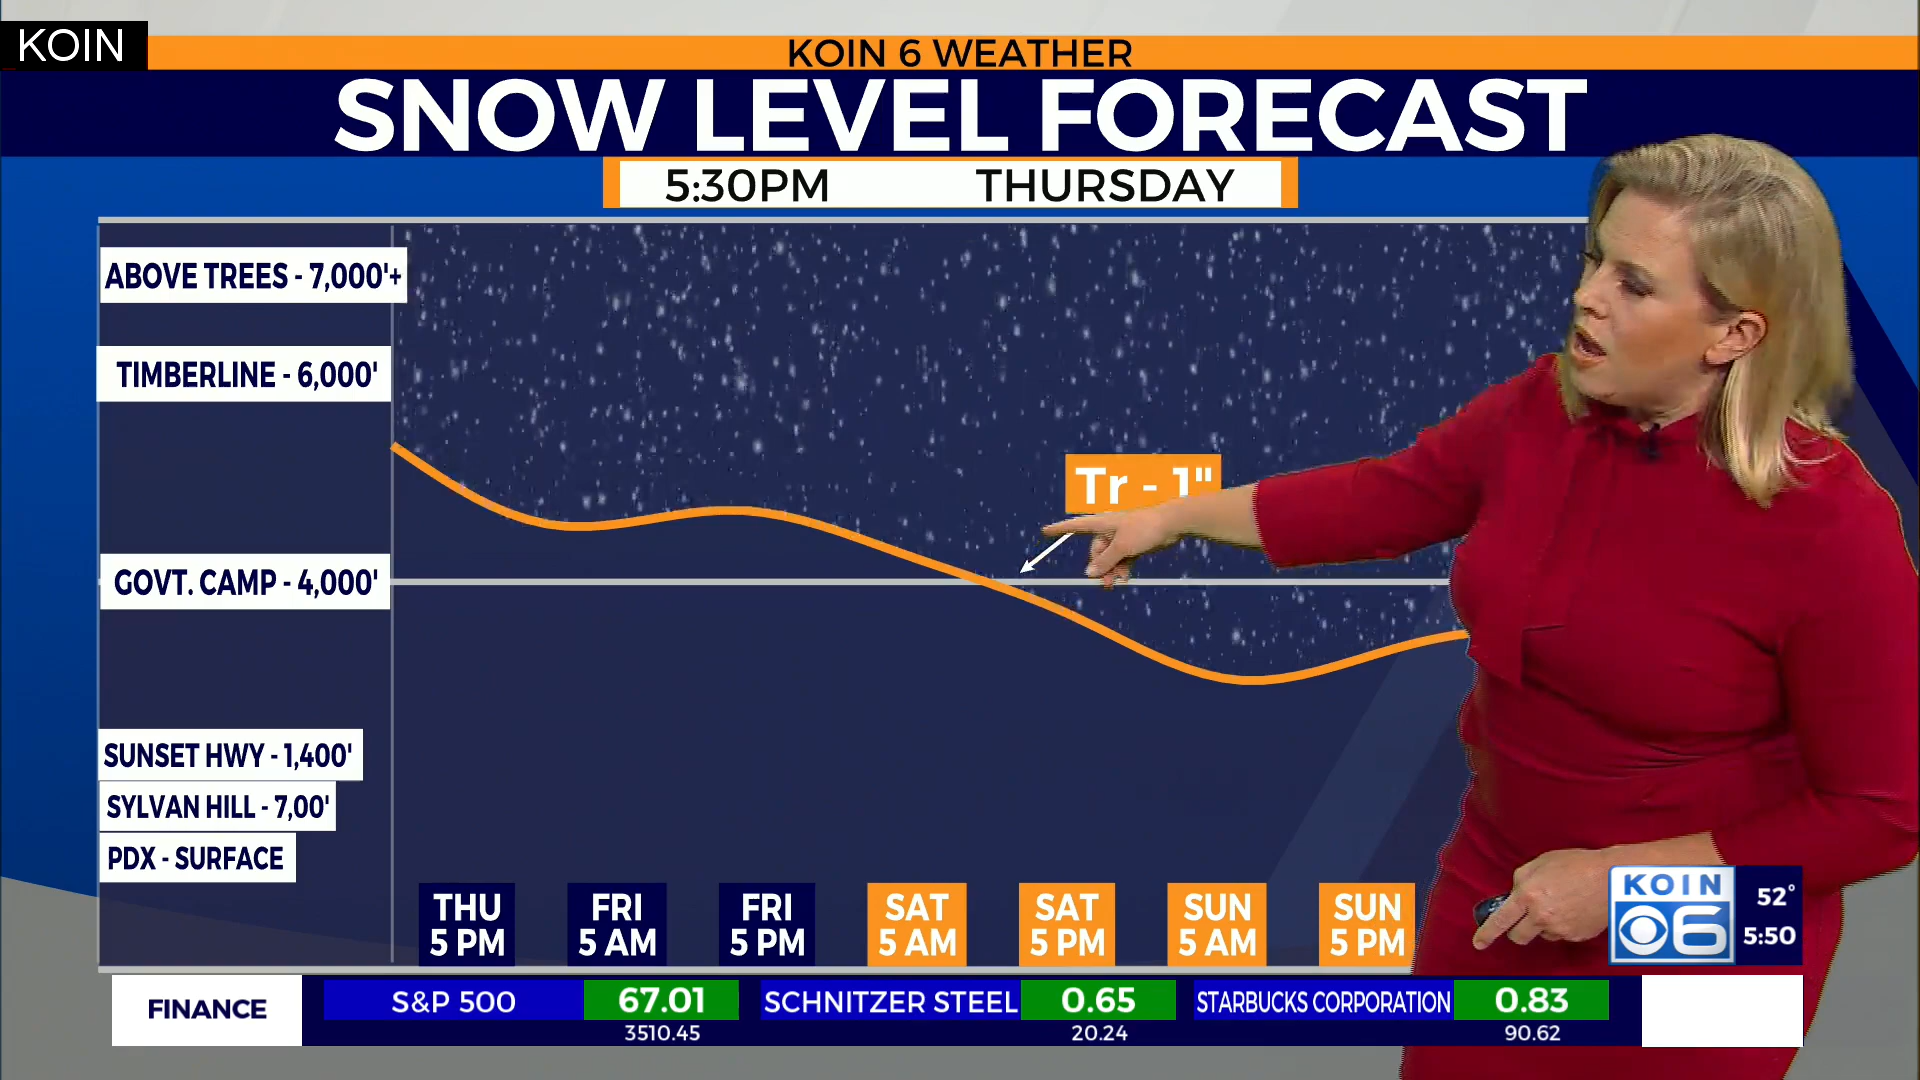 KOIN
KOIN 6 WEATHER
SNOW LEVEL FORECAST
5:30PM THURSDAY
ABOVE TREES - 7,000'+
TIMBERLINE - 6,000'
Tr - 1"
GOVT. CAMP - 4,000'
SUNSET HWY - 1,400'
SYLVAN HILL - 7,00'
PDX - SURFACE
THU
5 PM
FRI
5 AM
FRI
5 PM
SAT
5 AM
SAT
5 PM
SUN
5 AM
SUN
5 PM
KOIN
6
52°
5:50
FINANCE
S&P 500 67.01
3510.45
SCHNITZER STEEL 0.65
20.24
STARBUCKS CORPORATION 0.83
90.62